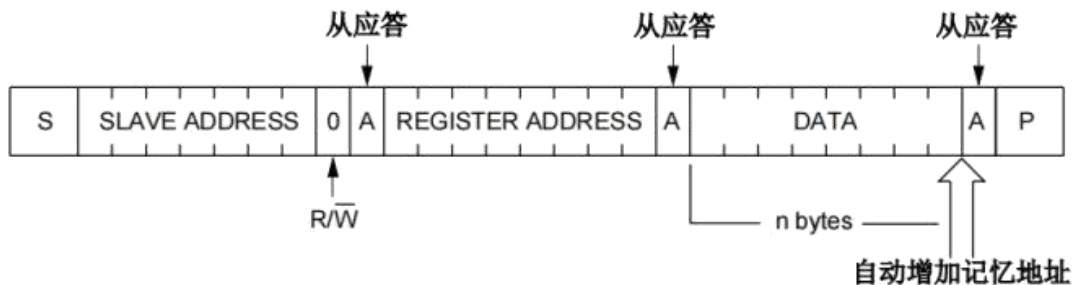 从应答 从应答 从应答
S SLAVE ADDRESS 0 A REGISTER ADDRESS A DATA A P
R/W̅
n bytes
自动增加记忆地址